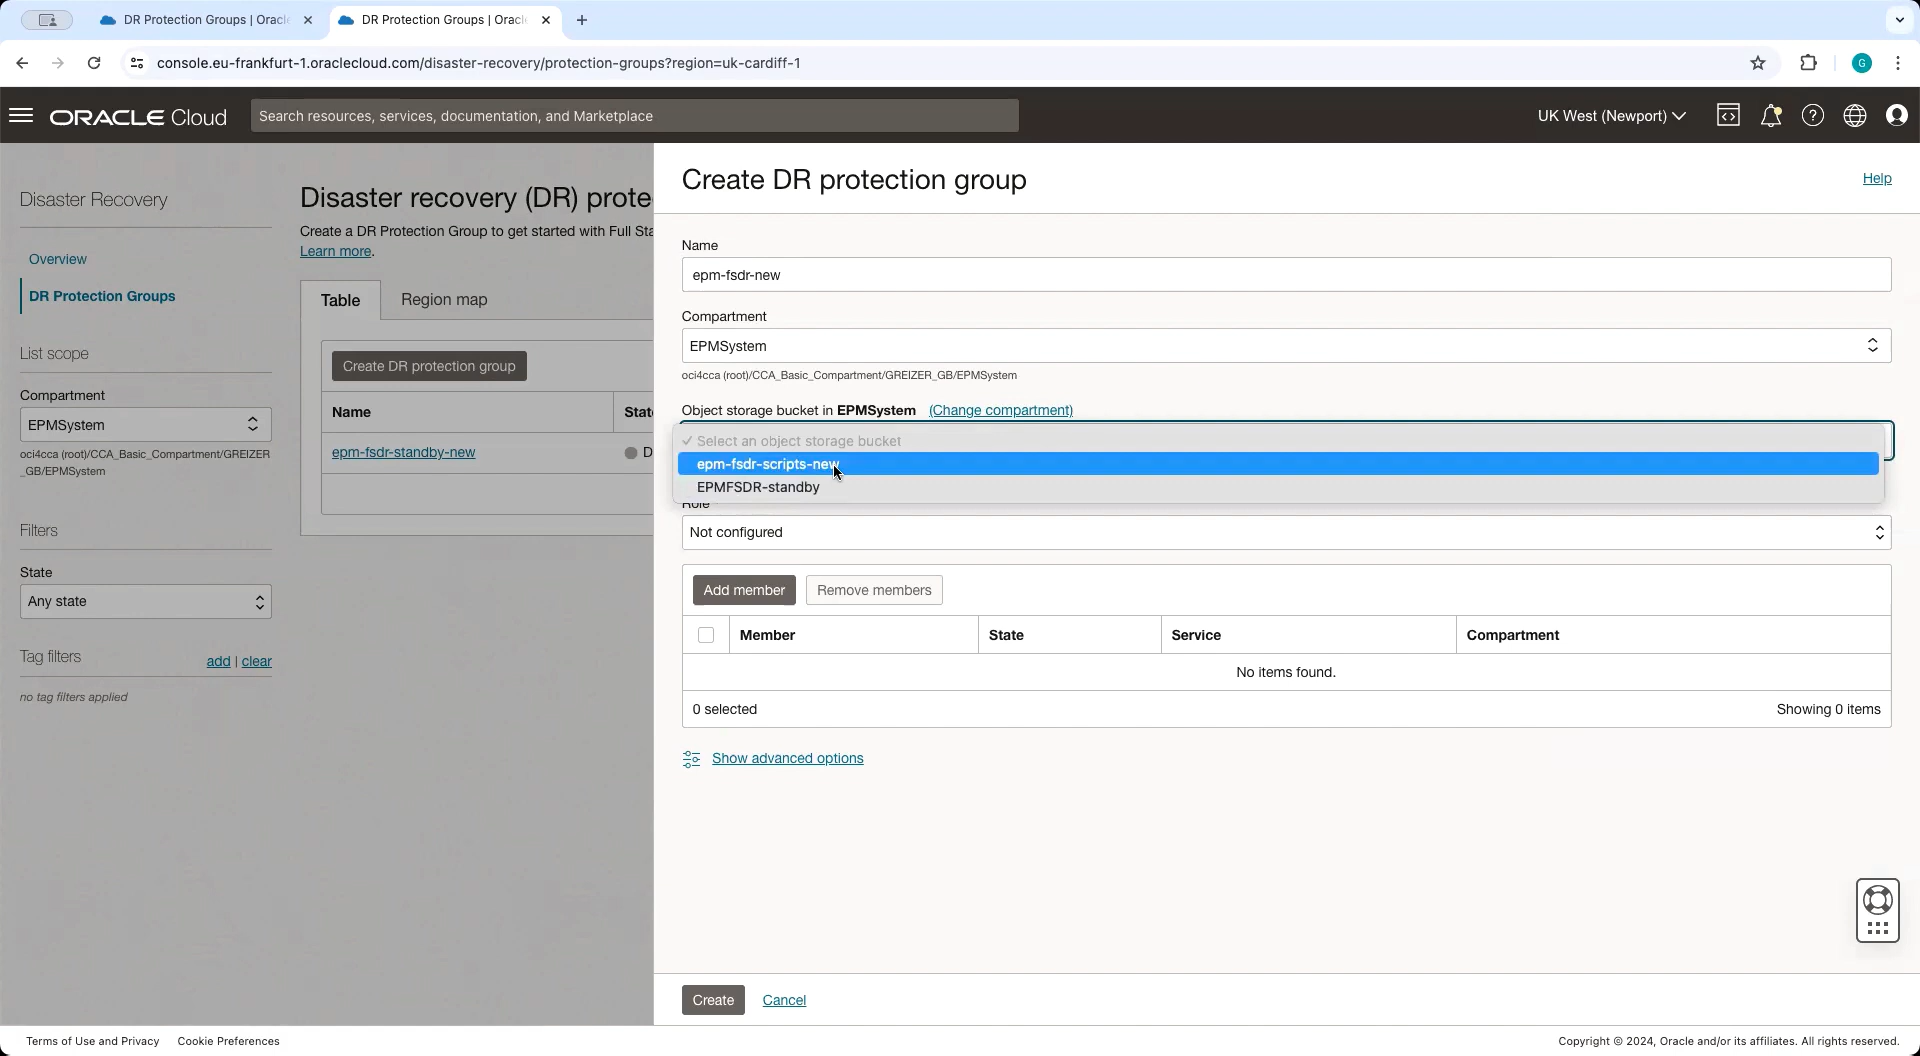 DR Protection Groups | Oracl
DR Protection Groups | Oracl
console.eu-frankfurt-1.oraclecloud.com/disaster-recovery/protection-groups?region=uk-cardiff-1
G
ORACLE Cloud
Search resources, services, documentation, and Marketplace
UK West (Newport)
Disaster Recovery
Overview
DR Protection Groups
List scope
Compartment
EPMSystem
oci4cca (root)/CCA_Basic_Compartment/GREIZER
_GB/EPMSystem
Filters
State
Any state
Tag filters
add | clear
no tag filters applied
Disaster recovery (DR) prote
Create a DR Protection Group to get started with Full Sta
Learn more.
Table
Region map
Create DR protection group
Name
Stat
epm-fsdr-standby-new
D
Create DR protection group
Help
Name
epm-fsdr-new
Compartment
EPMSystem
oci4cca (root)/CCA_Basic_Compartment/GREIZER_GB/EPMSystem
Object storage bucket in EPMSystem (Change compartment)
✓ Select an object storage bucket
epm-fsdr-scripts-new
EPMFSDR-standby
Role
Not configured
Add member
Remove members
Member
State
Service
Compartment
No items found.
0 selected
Showing 0 items
Show advanced options
Create
Cancel
Terms of Use and Privacy
Cookie Preferences
Copyright © 2024, Oracle and/or its affiliates. All rights reserved.